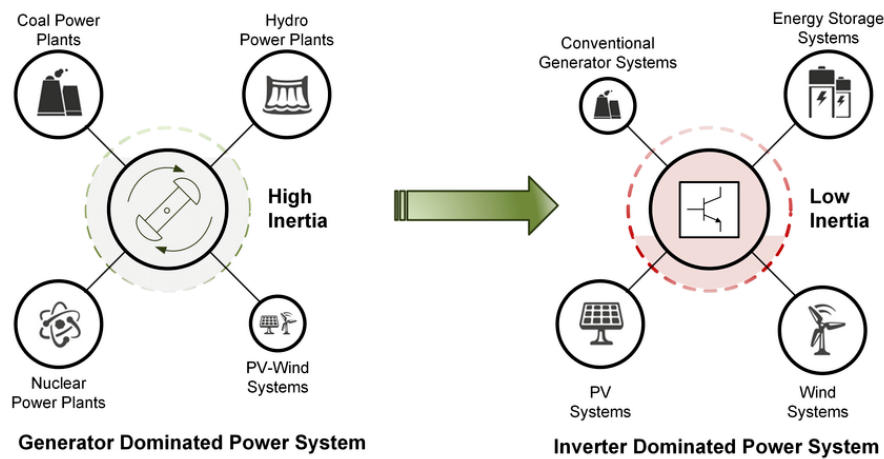 Coal Power
Plants
Hydro
Power Plants
High
Inertia
Nuclear
Power Plants
PV-Wind
Systems
Generator Dominated Power System
Conventional
Generator Systems
Energy Storage
Systems
Low
Inertia
PV
Systems
Wind
Systems
Inverter Dominated Power System